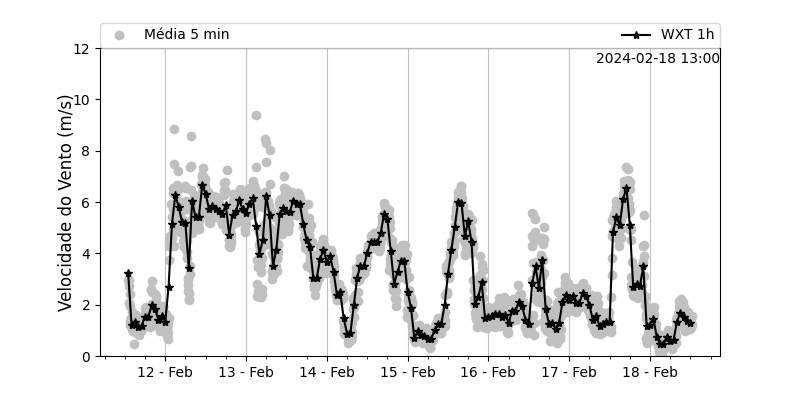 Média 5 min
WXT 1h
2024-02-18 13:00
Velocidade do Vento (m/s)
12
10
8
6
4
2
0
12 - Feb
13 - Feb
14 - Feb
15 - Feb
16 - Feb
17 - Feb
18 - Feb